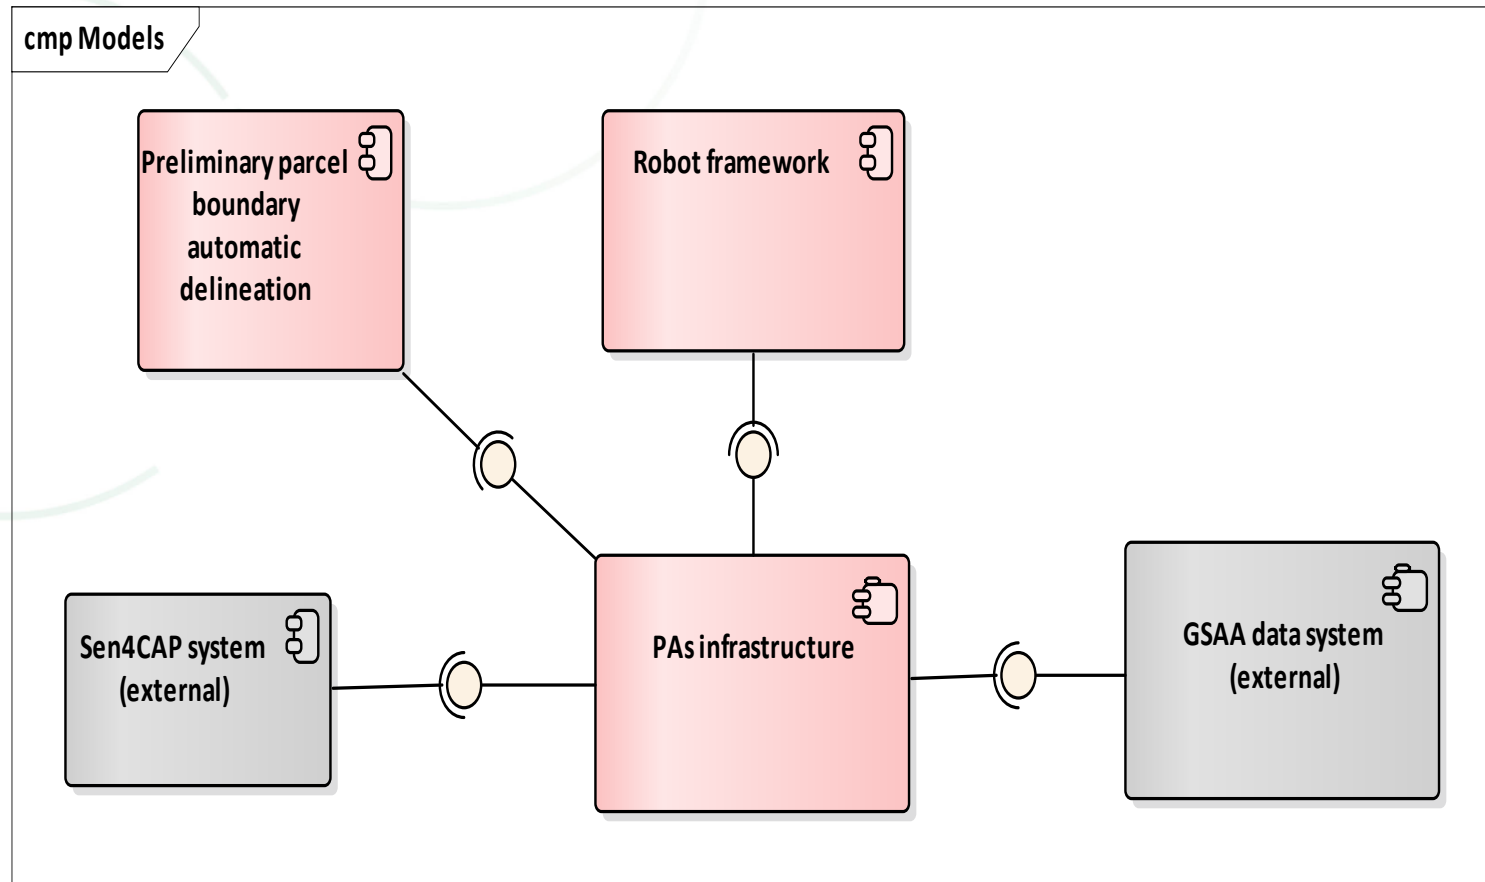 cmp Models
Preliminary parcel
boundary
automatic
delineation
Robot framework
Sen4CAP system
(external)
PAs infrastructure
GSAA data system
(external)